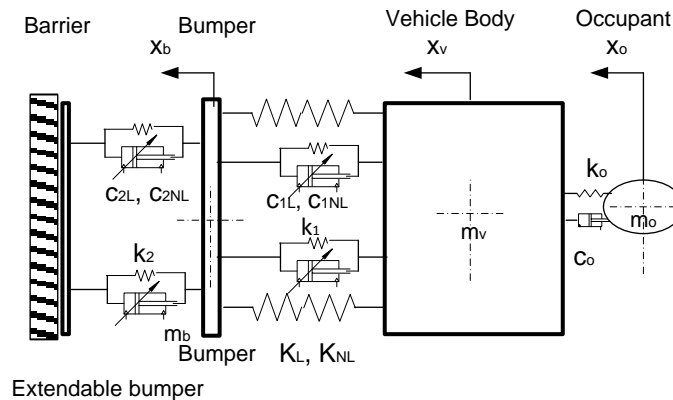 Barrier
Bumper
Vehicle Body
Occupant
xb
xv
xo
c2L, c2NL
c1L, c1NL
ko
mo
mv
k1
co
k2
mb
Bumper
KL, KNL
Extendable bumper